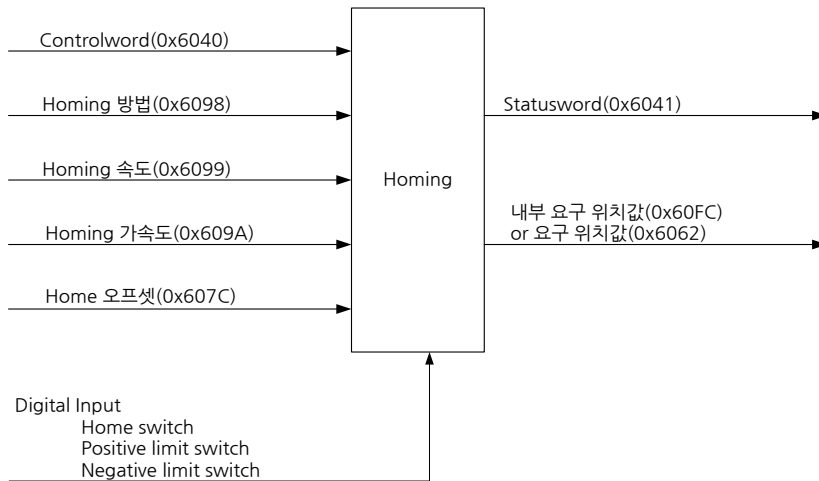 Controlword(0x6040)
Homing 방법(0x6098)
Homing 속도(0x6099)
Homing 가속도(0x609A)
Home 오프셋(0x607C)
Homing
Statusword(0x6041)
내부 요구 위치값(0x60FC)
or 요구 위치값(0x6062)
Digital Input
Home switch
Positive limit switch
Negative limit switch